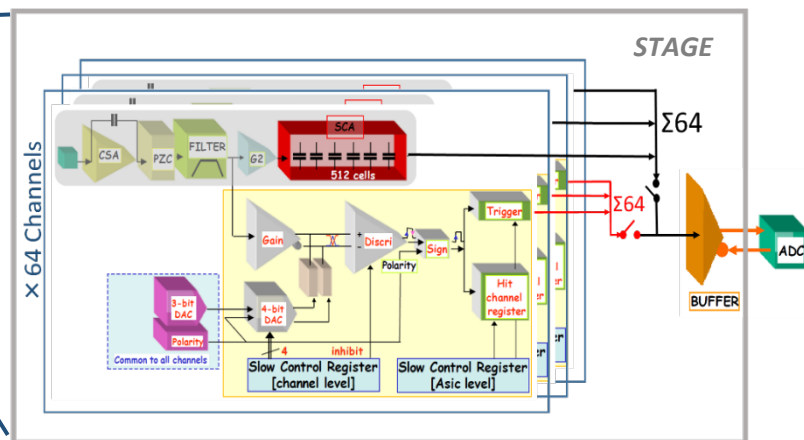 STAGE
× 64 Channels
Σ64
CSA
PZC
FILTER
G2
SCA
512 cells
Σ64
Trigger
Gain
Discri
Sign
Polarity
ADC
BUFFER
Hit
channel
register
3-bit
DAC
Polarity
4-bit
DAC
Common to all channels
4
inhibit
Slow Control Register
[channel level]
Slow Control Register
[Asic level]